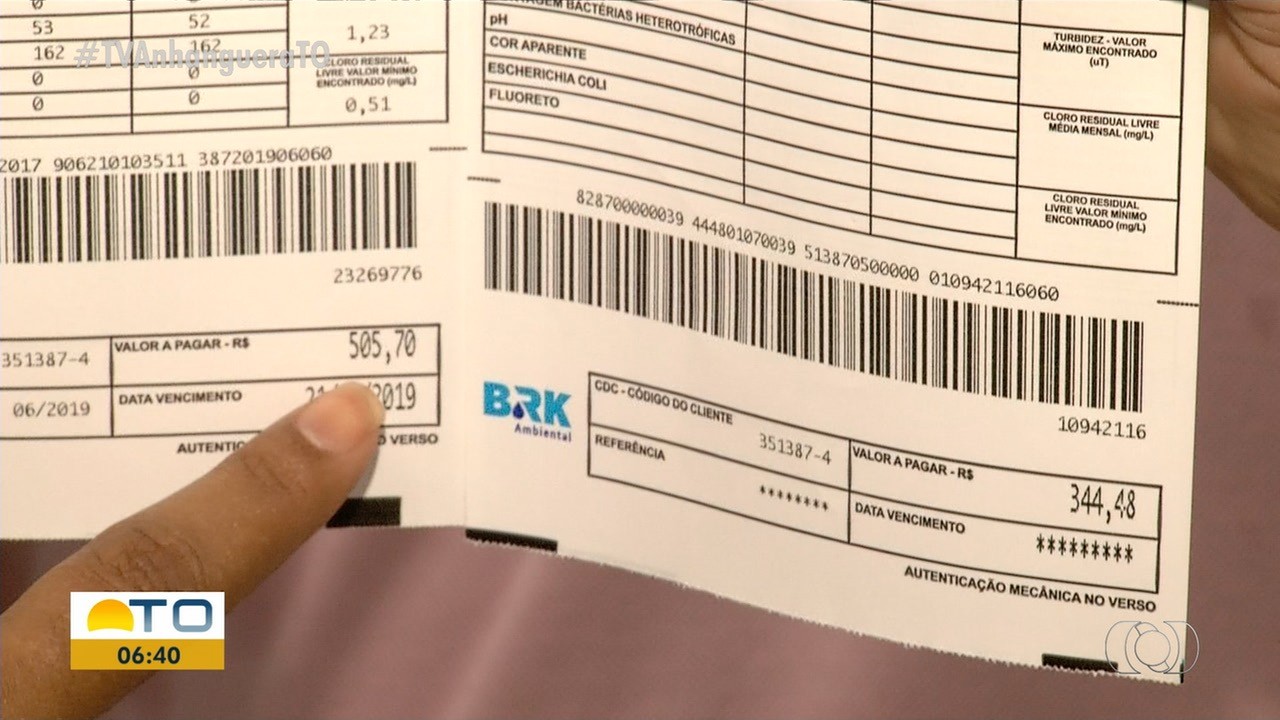 #TVAnhangueraTO
0
53 52
162 162
0 0
0 0
1,23
CLORO RESIDUAL
LIVRE VALOR MÍNIMO
ENCONTRADO (mg/L)
0,51
2017 906210103511 387201906060
23269776
351387-4
VALOR A PAGAR - R$ 505,70
06/2019
DATA VENCIMENTO 2019
AUTENTIC O VERSO
BACTÉRIAS HETEROTRÓFICAS
pH
COR APARENTE
ESCHERICHIA COLI
FLUORETO
TURBIDEZ - VALOR
MÁXIMO ENCONTRADO
(uT)
CLORO RESIDUAL LIVRE
MÉDIA MENSAL (mg/L)
CLORO RESIDUAL
LIVRE VALOR MÍNIMO
ENCONTRADO (mg/L)
828700000039 444801070039 513870500000 010942116060
10942116
BRK
Ambiental
CDC - CÓDIGO DO CLIENTE
351387-4
REFERÊNCIA
********
VALOR A PAGAR - R$
344,48
DATA VENCIMENTO
*********
AUTENTICAÇÃO MECÂNICA NO VERSO
TO
06:40